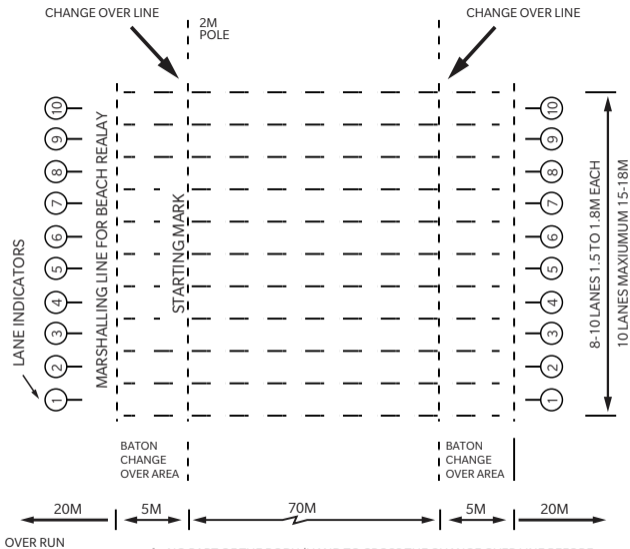 CHANGE OVER LINE
2M
POLE
CHANGE OVER LINE
10
9
8
7
6
5
4
3
2
1
LANE INDICATORS
MARSHALLING LINE FOR BEACH REALAY
STARTING MARK
10
9
8
7
6
5
4
3
2
1
8-10 LANES 1.5 TO 1.8M EACH
10 LANES MAXIUMUM 15-18M
BATON
CHANGE
OVER AREA
BATON
CHANGE
OVER AREA
20M
5M
70M
5M
20M
OVER RUN